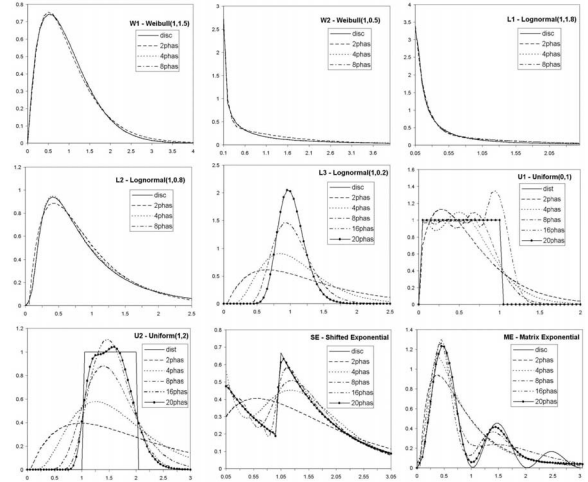 W1 - Weibull(1,1.5)
disc
2phas
4phas
8phas
0.8
0.7
0.6
0.5
0.4
0.3
0.2
0.1
0
0 0.5 1 1.5 2 2.5 3 3.5 4
W2 - Weibull(1,0.5)
disc
2phas
4phas
8phas
3
2.5
2
1.5
1
0.5
0
0.1 0.6 1.1 1.6 2.1 2.6 3.1 3.6
L1 - Lognormal(1,1.8)
disc
2phas
4phas
8phas
3.5
3
2.5
2
1.5
1
0.5
0
0.05 0.55 1.05 1.55 2.05
L2 - Lognormal(1,0.8)
disc
2phas
4phas
8phas
1.2
1
0.8
0.6
0.4
0.2
0
0 0.5 1 1.5 2 2.5
L3 - Lognormal(1,0.2)
disc
2phas
4phas
8phas
16phas
20phas
2.5
2
1.5
1
0.5
0
0 0.5 1 1.5 2 2.5 3
U1 - Uniform(0,1)
dist
2phas
4phas
8phas
16phas
20phas
1.6
1.4
1.2
1
0.8
0.6
0.4
0.2
0
0 0.5 1 1.5 2
U2 - Uniform(1,2)
dist
2phas
4phas
8phas
16phas
20phas
1.2
1
0.8
0.6
0.4
0.2
0
0 0.5 1 1.5 2 2.5 3
SE - Shifted Exponential
disc
2phas
4phas
8phas
16phas
20phas
0.8
0.7
0.6
0.5
0.4
0.3
0.2
0.1
0
0.05 0.55 1.05 1.55 2.05 2.55 3.05
ME - Matrix Exponential
disc
2phas
4phas
8phas
16phas
20phas
1.6
1.4
1.2
1
0.8
0.6
0.4
0.2
0
0 0.5 1 1.5 2 2.5 3